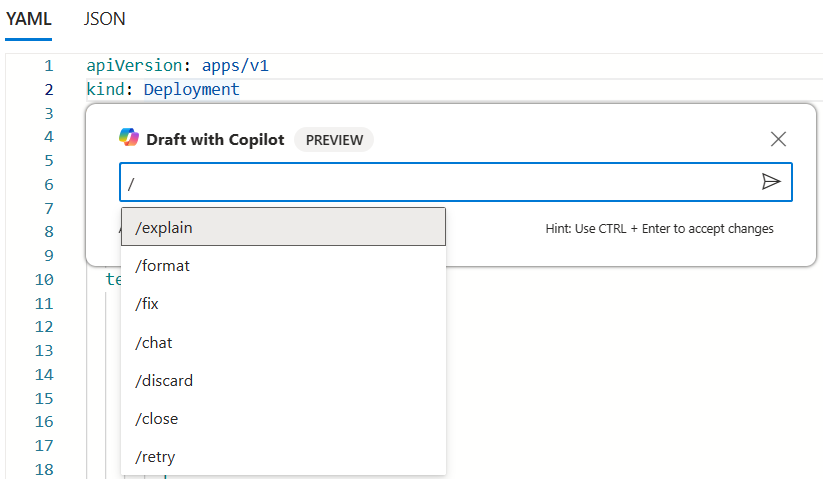 YAML JSON
1 apiVersion: apps/v1
2 kind: Deployment
3
Draft with Copilot PREVIEW
4
5
6 /
7
8 /explain Hint: Use CTRL + Enter to accept changes
9
/format
10 te
11 /fix
12
13 /chat
14
/discard
15
16 /close
17
/retry
18